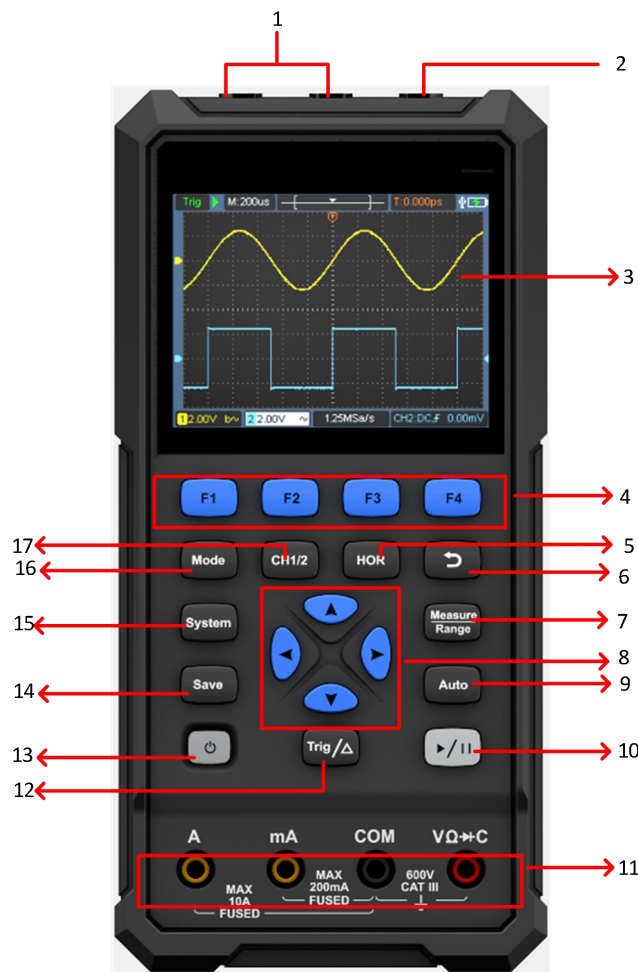 1
2
Trig M:200us T:0.000ps
T
3
1 2.00V 2 2.00V 1.25MSa/s CH2:DC 0.00mV
F1 F2 F3 F4
4
17
CH1/2
HOR
5
16
Mode
6
15
System
Measure
Range
7
8
14
Save
Auto
9
13
Trig/△
12
▶/II
10
A mA COM VΩC
11
MAX
10A
FUSED
MAX
200mA
FUSED
600V
CAT III